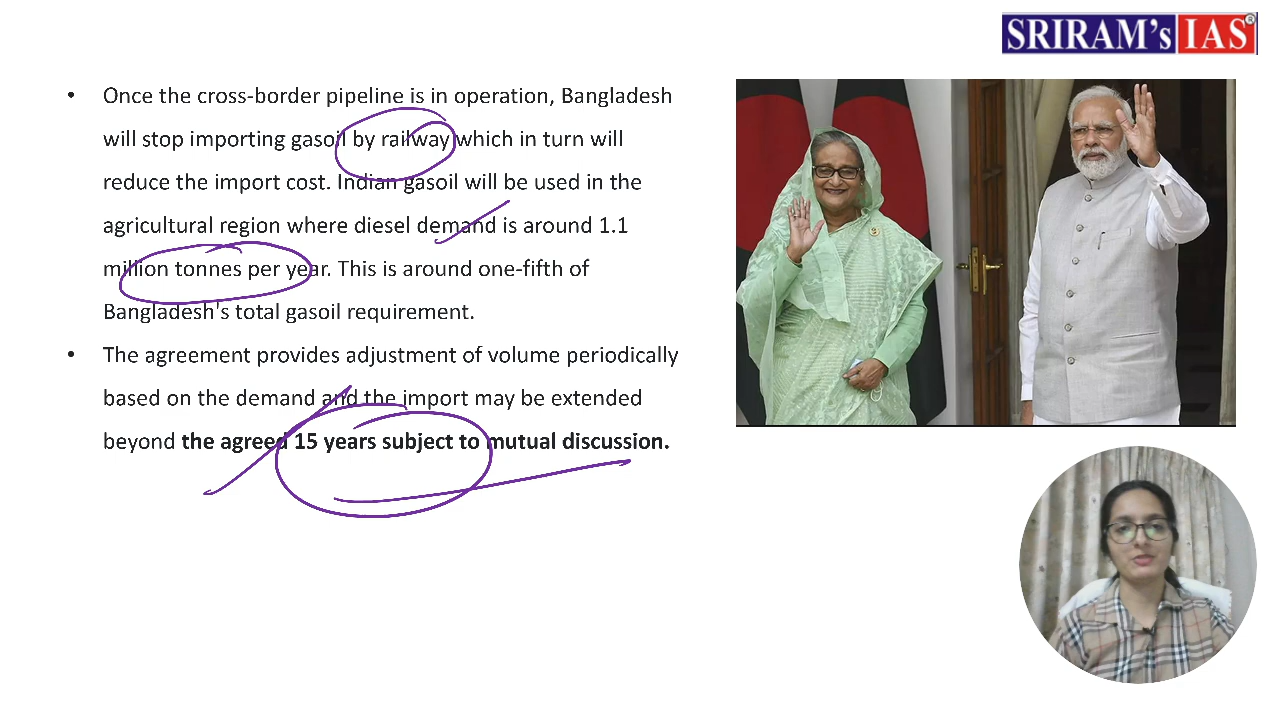 SRIRAM's IAS®
• Once the cross-border pipeline is in operation, Bangladesh
will stop importing gasoil by railway which in turn will
reduce the import cost. Indian gasoil will be used in the
agricultural region where diesel demand is around 1.1
million tonnes per year. This is around one-fifth of
Bangladesh's total gasoil requirement.
• The agreement provides adjustment of volume periodically
based on the demand and the import may be extended
beyond the agreed 15 years subject to mutual discussion.